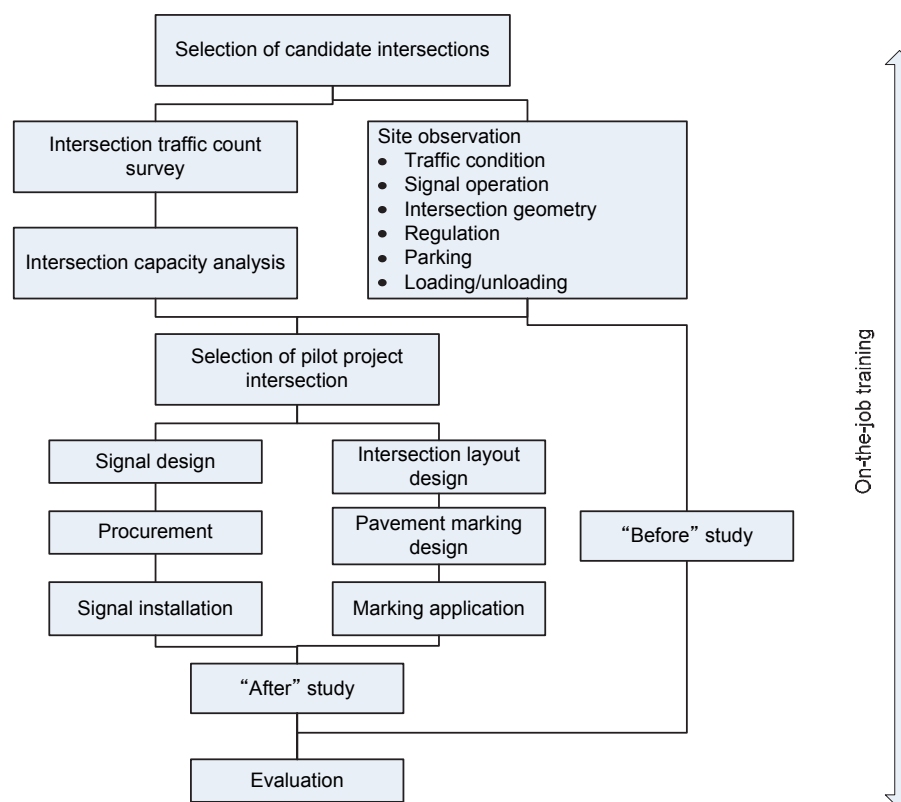 Selection of candidate intersections
Intersection traffic count
survey
Site observation
• Traffic condition
• Signal operation
• Intersection geometry
• Regulation
• Parking
• Loading/unloading
Intersection capacity analysis
Selection of pilot project
intersection
Signal design
Intersection layout
design
Procurement
Pavement marking
design
“Before” study
Signal installation
Marking application
“After” study
Evaluation
On-the-job training